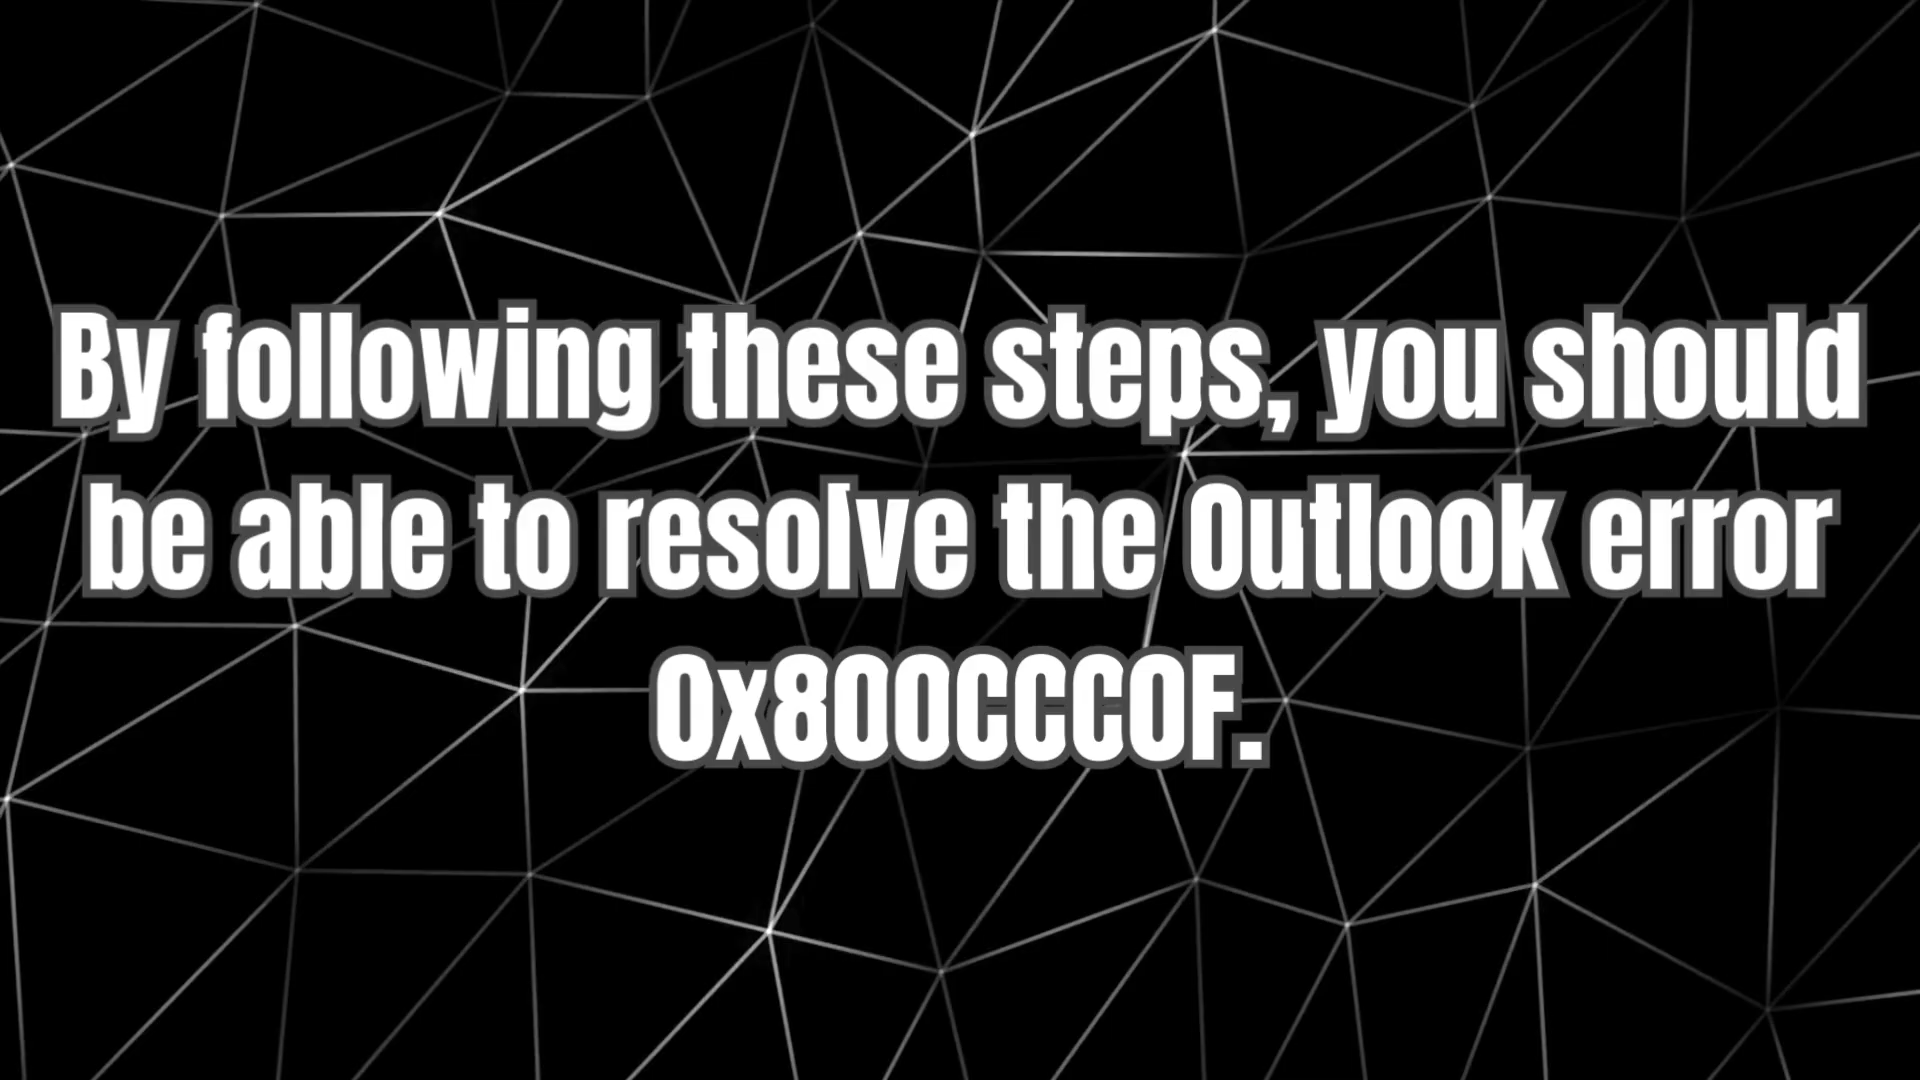 By following these steps, you should
be able to resolve the Outlook error
0x800CCC0F.